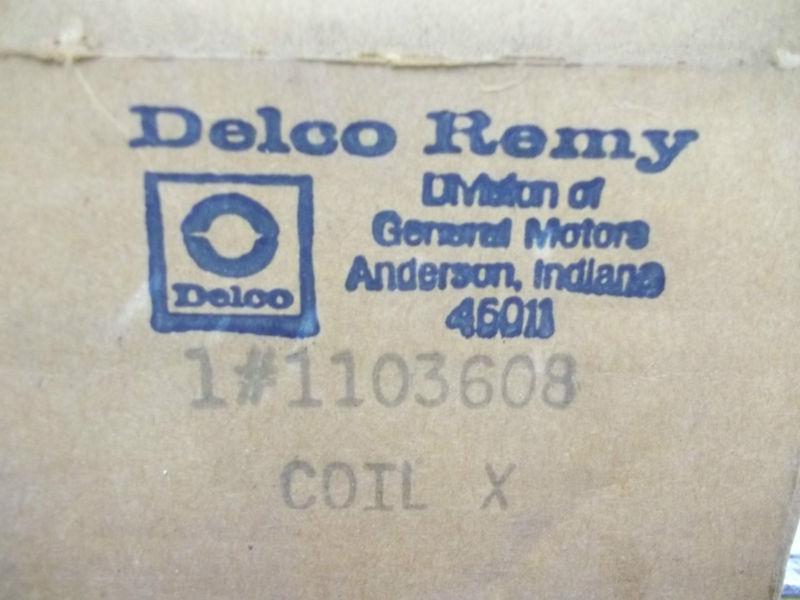 Delco Remy
Division of
General Motors
Anderson, Indiana
46011
Delco
1#1103608
COIL X